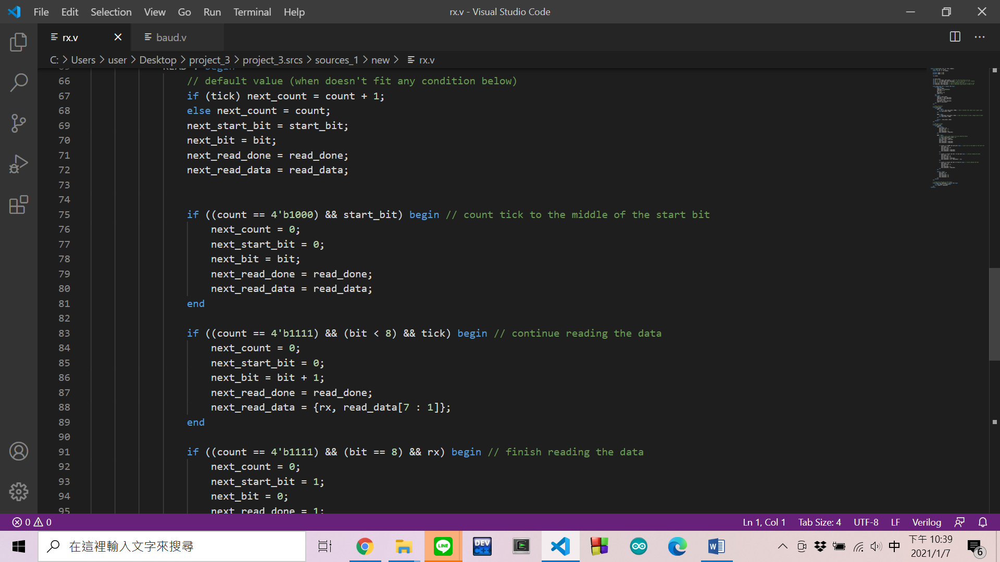 File Edit Selection View Go Run Terminal Help
rx.v - Visual Studio Code
rx.v
baud.v
C: > Users > user > Desktop > project_3 > project_3.srcs > sources_1 > new > rx.v
65 READ : begin
66 // default value (when doesn't fit any condition below)
67 if (tick) next_count = count + 1;
68 else next_count = count;
69 next_start_bit = start_bit;
70 next_bit = bit;
71 next_read_done = read_done;
72 next_read_data = read_data;
73
74
75 if ((count == 4'b1000) && start_bit) begin // count tick to the middle of the start bit
76 next_count = 0;
77 next_start_bit = 0;
78 next_bit = bit;
79 next_read_done = read_done;
80 next_read_data = read_data;
81 end
82
83 if ((count == 4'b1111) && (bit < 8) && tick) begin // continue reading the data
84 next_count = 0;
85 next_start_bit = 0;
86 next_bit = bit + 1;
87 next_read_done = read_done;
88 next_read_data = {rx, read_data[7 : 1]};
89 end
90
91 if ((count == 4'b1111) && (bit == 8) && rx) begin // finish reading the data
92 next_count = 0;
93 next_start_bit = 1;
94 next_bit = 0;
95 next_read_done = 1;
0 0
Ln 1, Col 1 Tab Size: 4 UTF-8 LF Verilog
在這裡輸入文字來搜尋
LINE
DEV C++
中
下午 10:39
2021/1/7
6